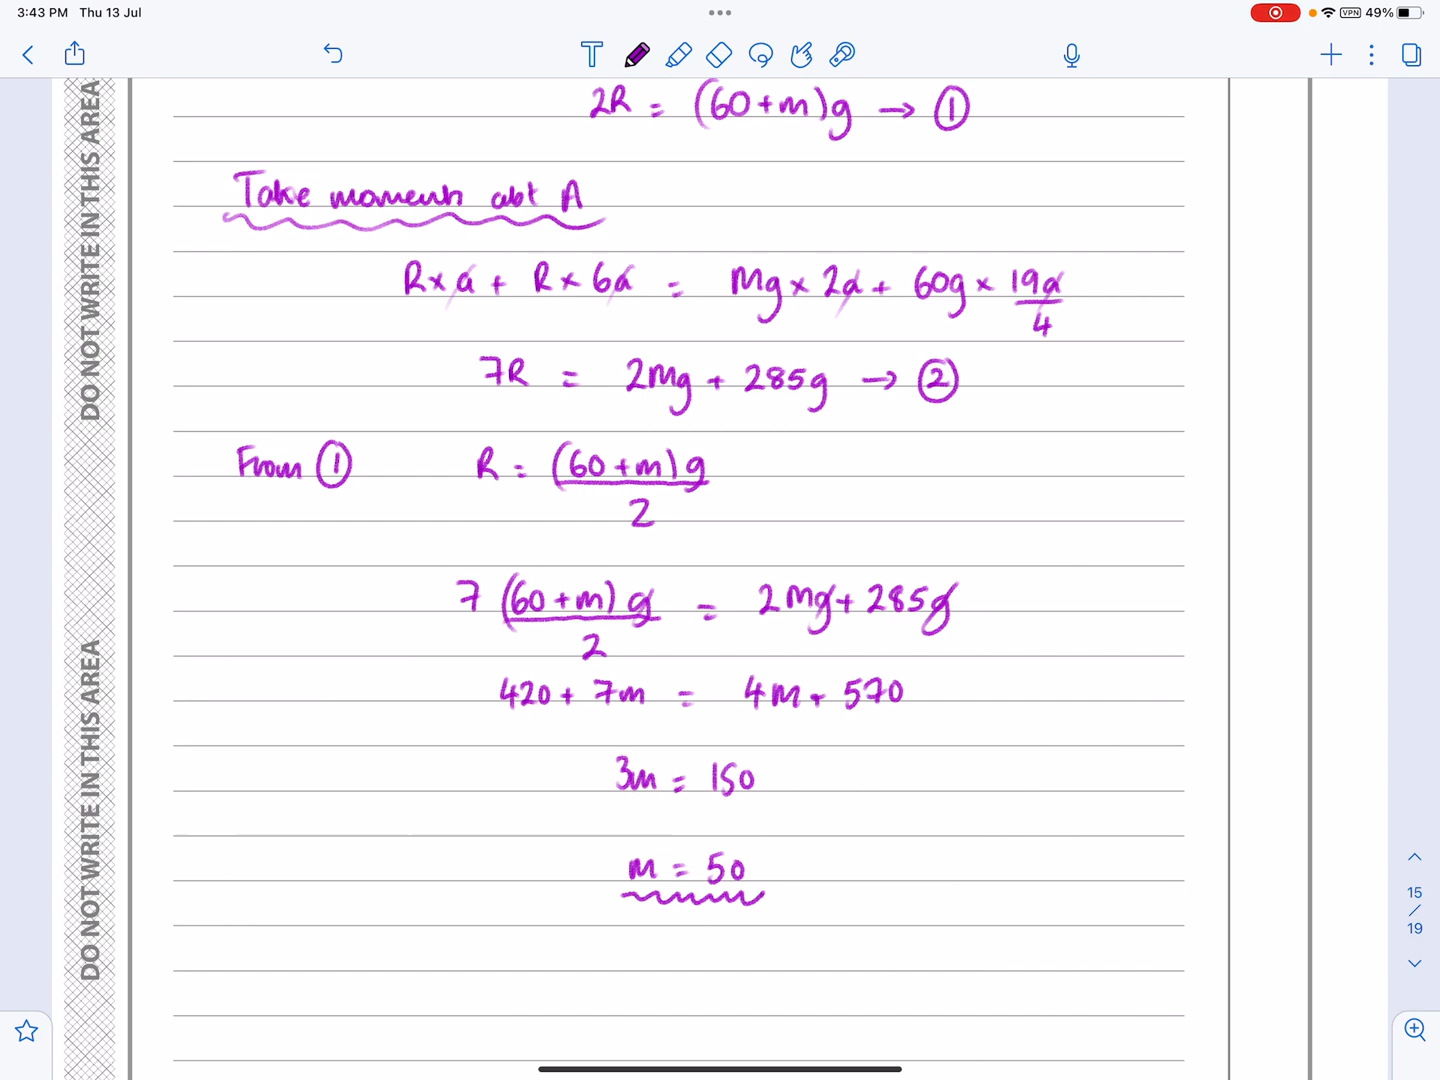 3:43 PM Thu 13 Jul
VPN 49%
T
2R = (60+m)g → ①
Take moments abt A
R×a + R×6a = Mg×2a + 60g×19a/4
7R = 2Mg + 285g → ②
From ① R = (60+m)g/2
7(60+m)g/2 = 2Mg + 285g
420 + 7m = 4m + 570
3m = 150
m = 50
DO NOT WRITE IN THIS AREA
DO NOT WRITE IN THIS AREA
15
/
19